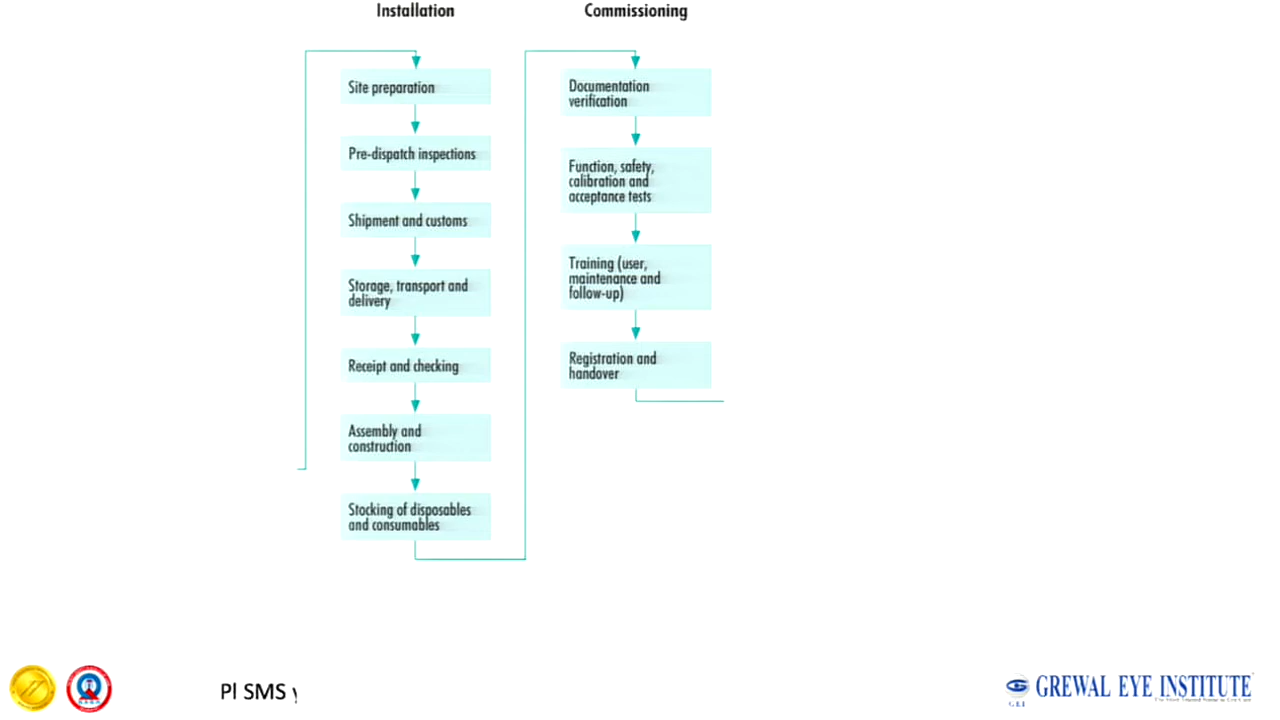 Installation
Site preparation
Pre-dispatch inspections
Shipment and customs
Storage, transport and
delivery
Receipt and checking
Assembly and
construction
Stocking of disposables
and consumables
Commissioning
Documentation
verification
Function, safety,
calibration and
acceptance tests
Training (user,
maintenance and
follow-up)
Registration and
handover
Pl SMS
GREWAL EYE INSTITUTE